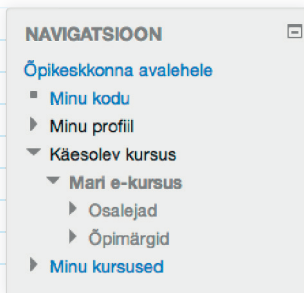 NAVIGATSIOON
Õpikeskkonna avalehele
Minu kodu
Minu profiil
Käesolev kursus
Mari e-kursus
Osalejad
Õpimärgid
Minu kursused